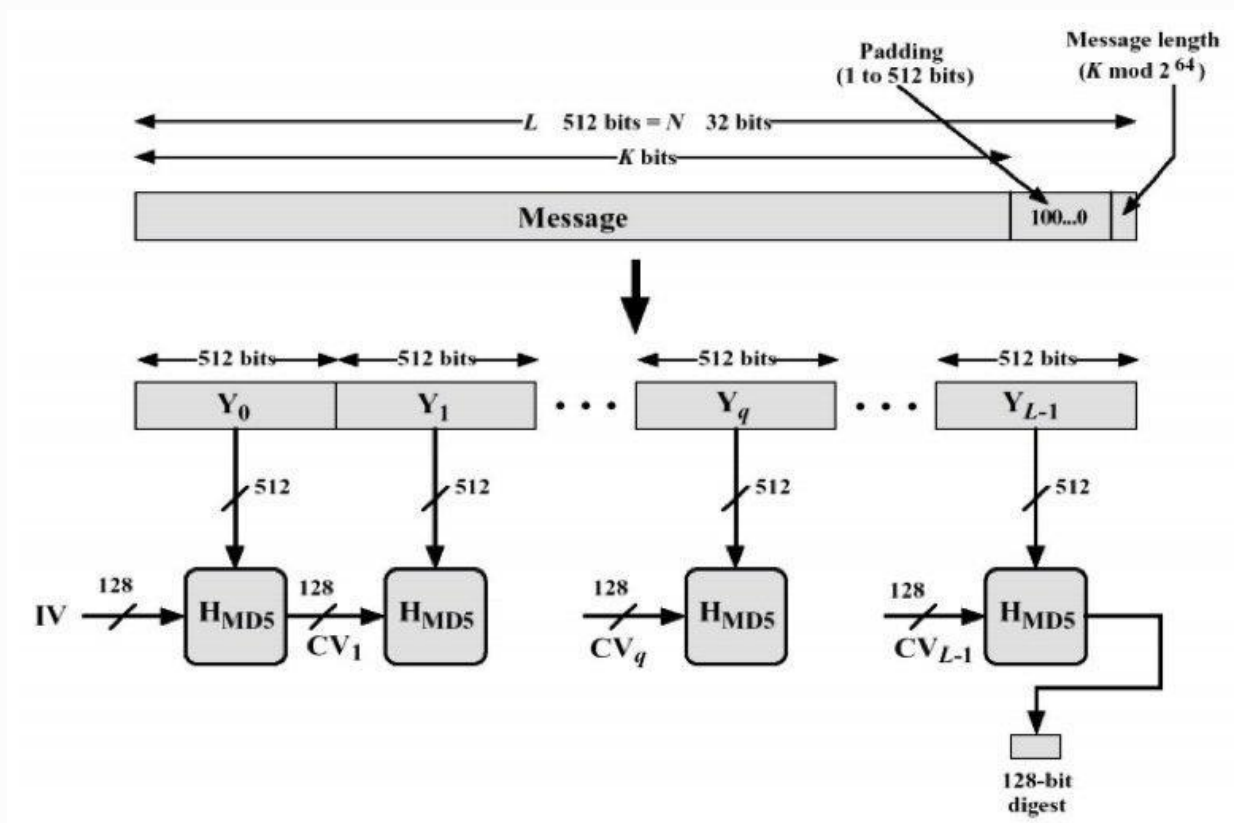 Padding
(1 to 512 bits)
Message length
(K mod 2^64)
L 512 bits = N 32 bits
K bits
Message
100...0
512 bits
512 bits
512 bits
512 bits
Y0
Y1
• • •
Yq
• • •
YL-1
512
512
512
512
128
128
128
128
IV
HMD5
HMD5
HMD5
HMD5
CV1
CVq
CVL-1
128-bit
digest